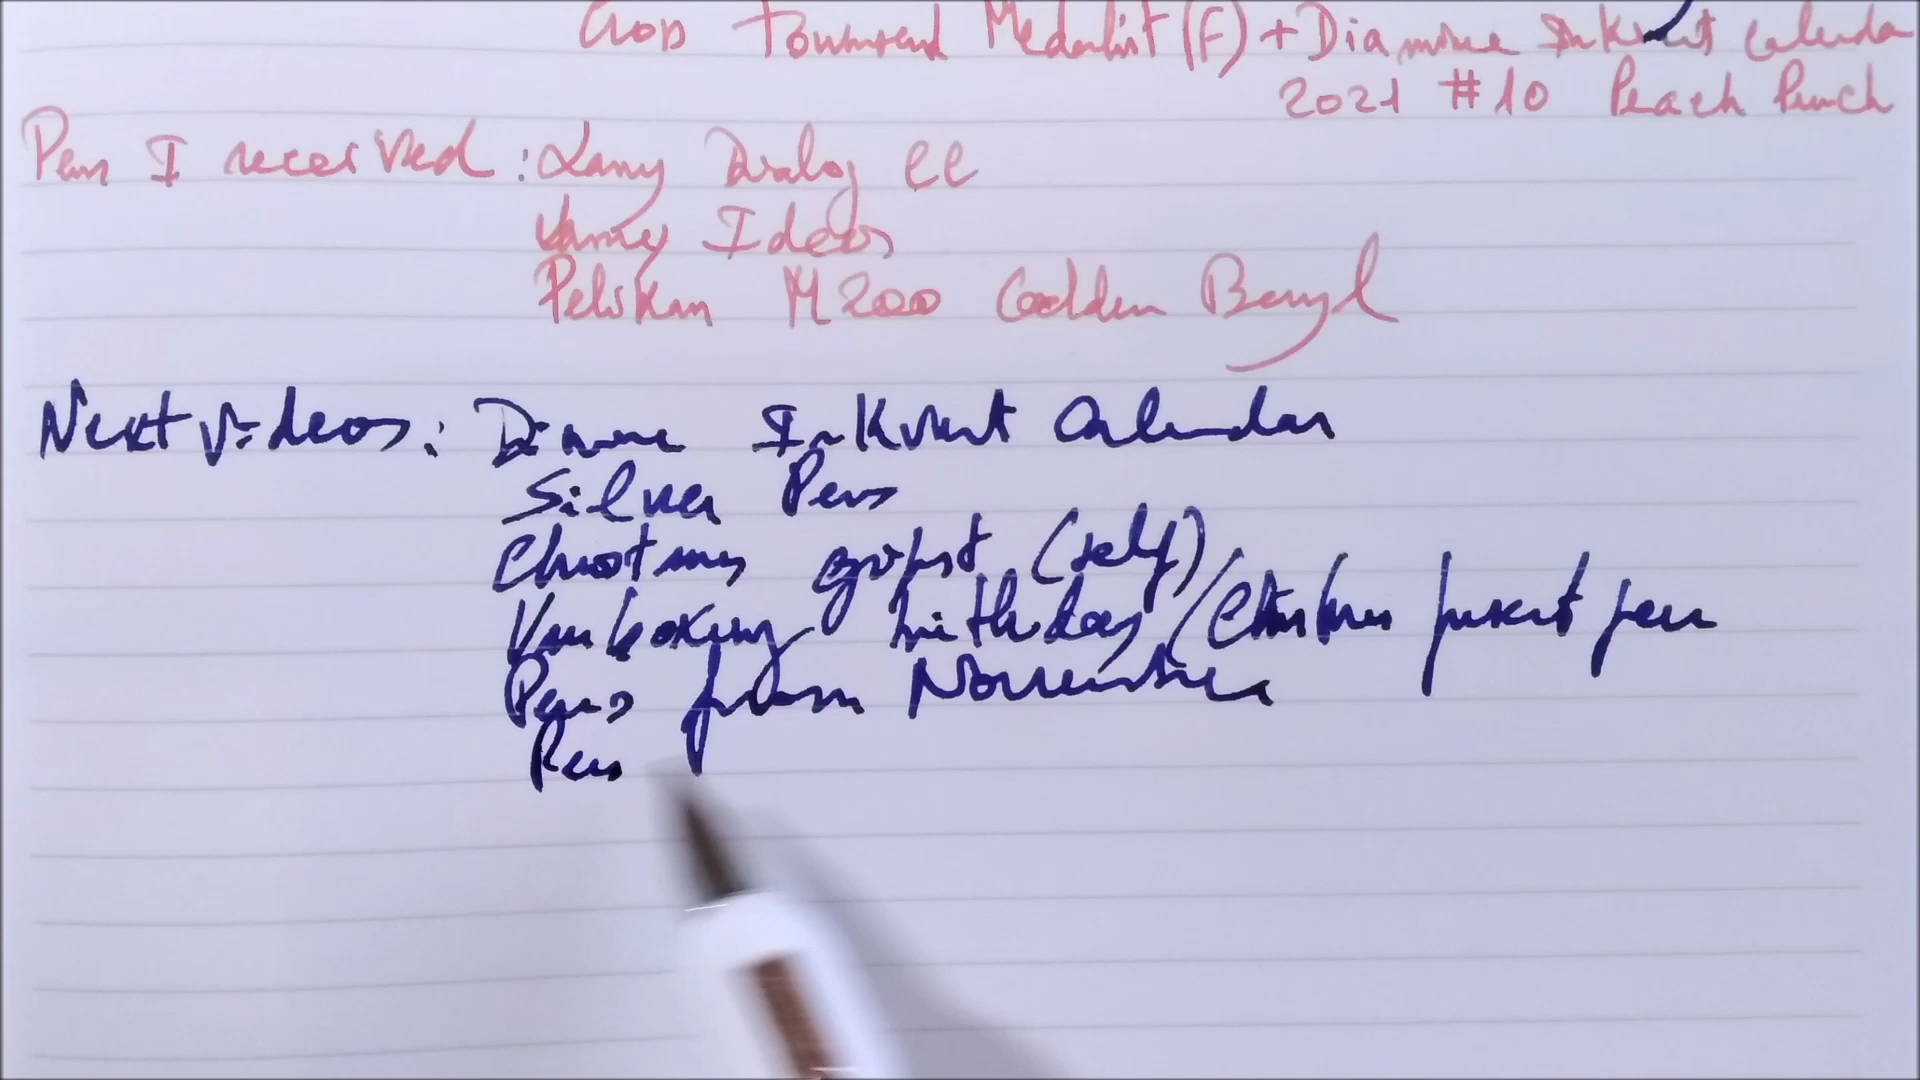 Cross Townsend Medalist (F) + Diamine Inkvent Calendar
2021 #10 Peach Punch
Pens I received: Lamy Dialog CC
Lamy Ideos
Pelikan M200 Golden Beryl
Next videos: Diamine Inkvent Calendar
Silver Pens
Christmas (self)
Unboxing birthday / Christmas present pen
Pens from November
Pens